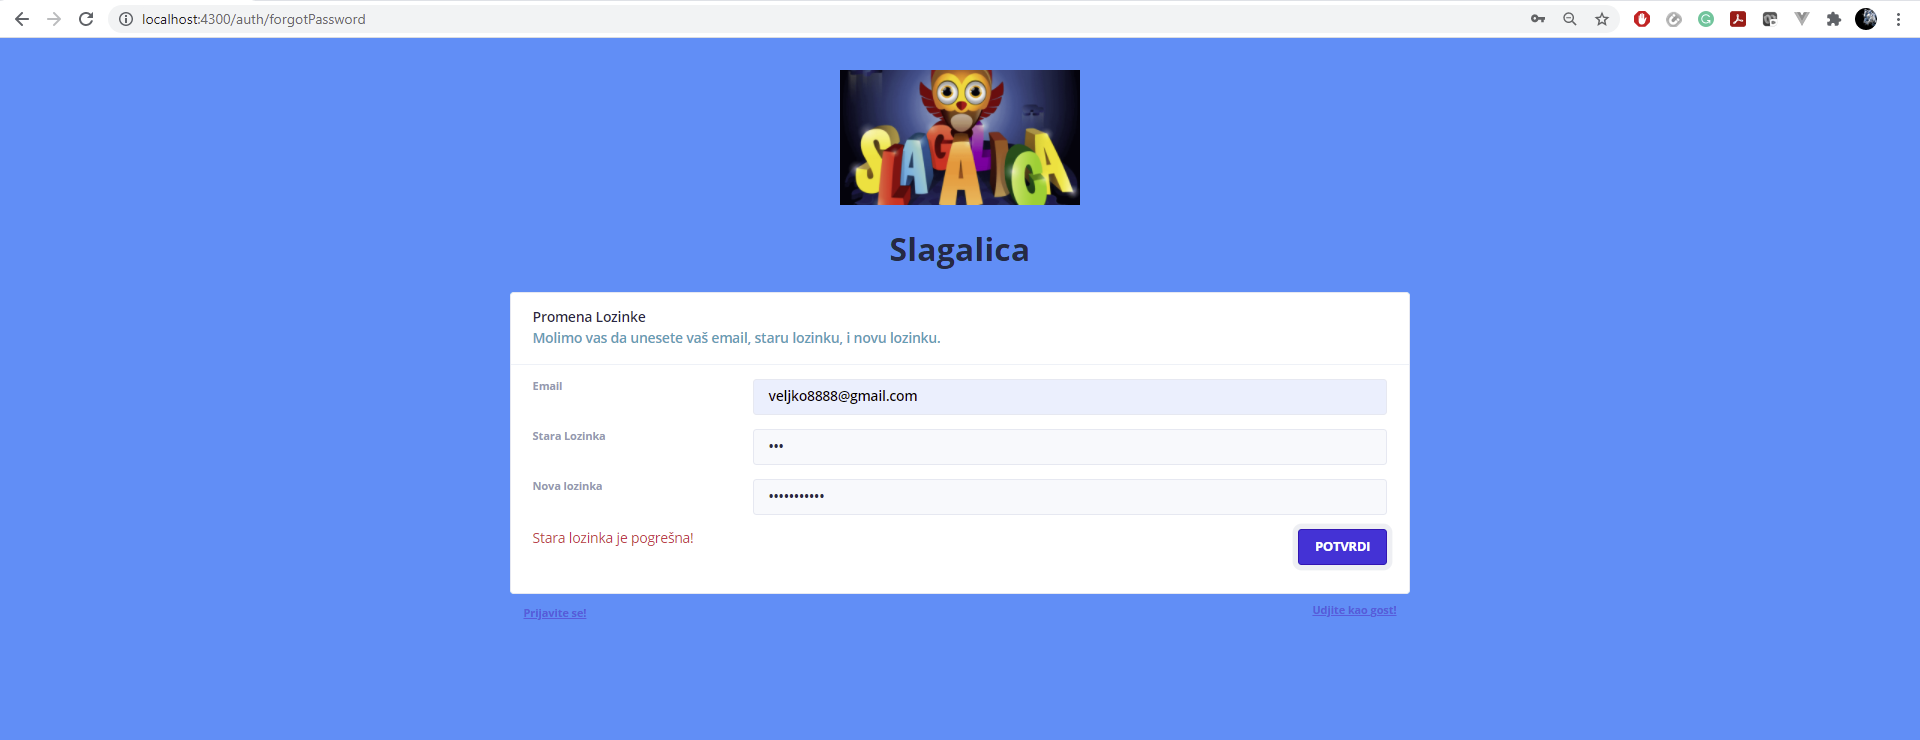 localhost:4300/auth/forgotPassword
SLAGALICA
Slagalica
Promena Lozinke
Molimo vas da unesete vaš email, staru lozinku, i novu lozinku.
Email
veljko8888@gmail.com
Stara Lozinka
•••
Nova lozinka
•••••••••••
Stara lozinka je pogrešna!
POTVRDI
Prijavite se!
Udjite kao gost!